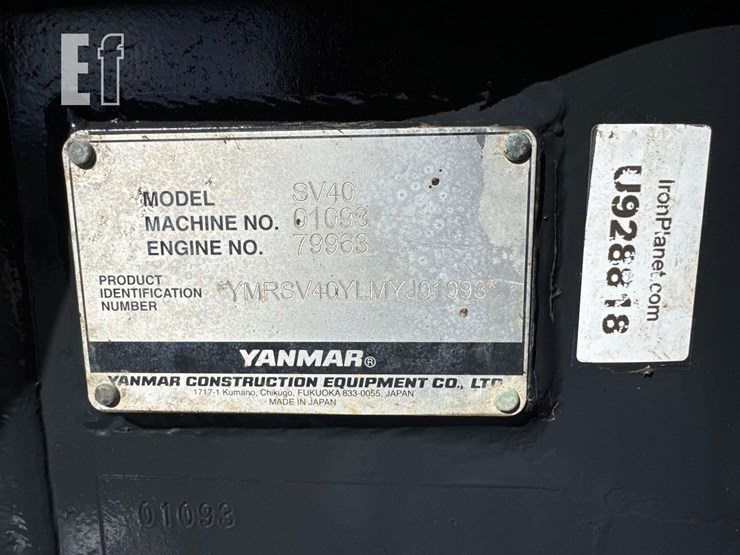 Ef
MODEL SV40
MACHINE NO. 01093
ENGINE NO. 79963
PRODUCT
IDENTIFICATION
NUMBER
*YMRSV40YLMYJ01093*
YANMAR®
YANMAR CONSTRUCTION EQUIPMENT CO., LTD.
1717-1 Kumano, Chikugo, FUKUOKA 833-0055, JAPAN
MADE IN JAPAN
IronPlanet.com
U928818
01093